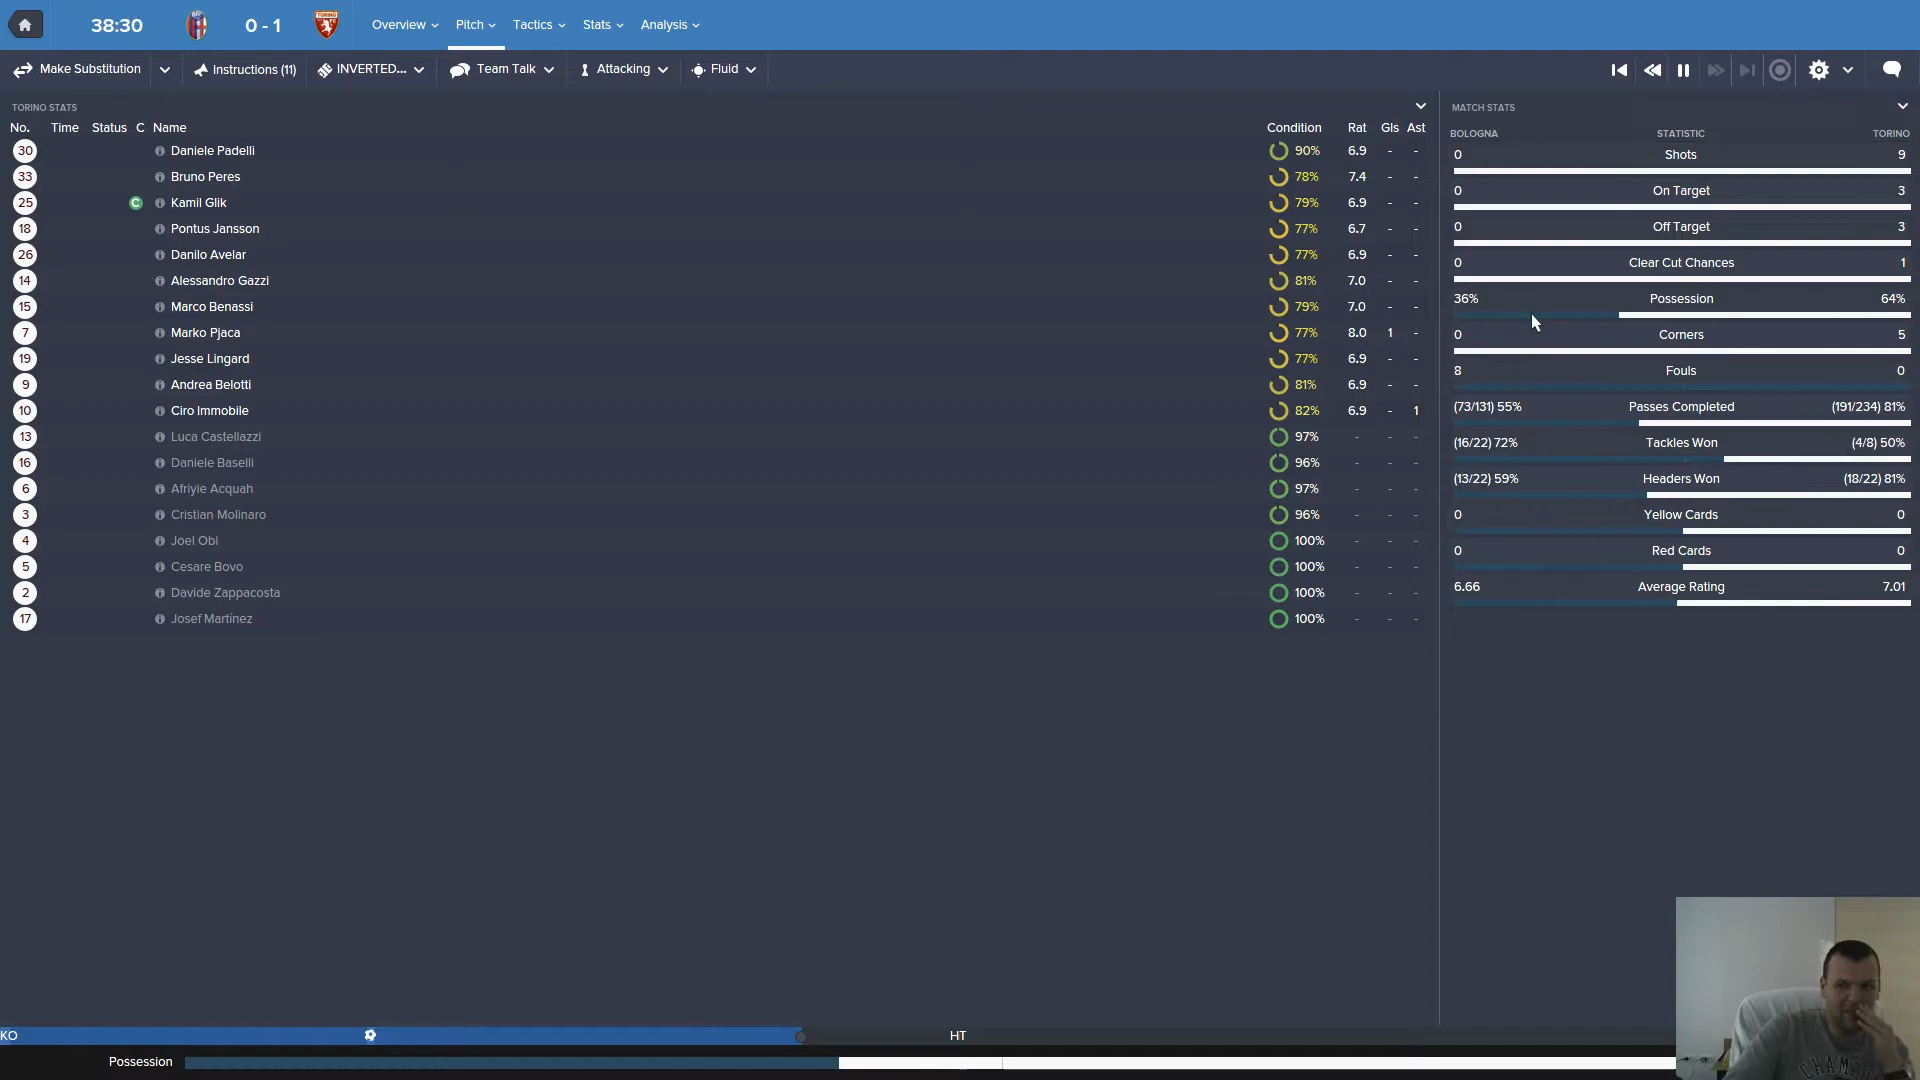 38:30 0 - 1 Overview Pitch Tactics Stats Analysis
Make Substitution Instructions (11) INVERTED... Team Talk Attacking Fluid
TORINO STATS
No. Time Status C Name Condition Rat Gls Ast
30 Daniele Padelli 90% 6.9 - -
33 Bruno Peres 78% 7.4 - -
25 C Kamil Glik 79% 6.9 - -
18 Pontus Jansson 77% 6.7 - -
26 Danilo Avelar 77% 6.9 - -
14 Alessandro Gazzi 81% 7.0 - -
15 Marco Benassi 79% 7.0 - -
7 Marko Pjaca 77% 8.0 1 -
19 Jesse Lingard 77% 6.9 - -
9 Andrea Belotti 81% 6.9 - -
10 Ciro Immobile 82% 6.9 - 1
13 Luca Castellazzi 97% - - -
16 Daniele Baselli 96% - - -
6 Afriyie Acquah 97% - - -
3 Cristian Molinaro 96% - - -
4 Joel Obi 100% - - -
5 Cesare Bovo 100% - - -
2 Davide Zappacosta 100% - - -
17 Josef Martínez 100% - - -
MATCH STATS
BOLOGNA STATISTIC TORINO
0 Shots 9
0 On Target 3
0 Off Target 3
0 Clear Cut Chances 1
36% Possession 64%
0 Corners 5
8 Fouls 0
(73/131) 55% Passes Completed (191/234) 81%
(16/22) 72% Tackles Won (4/8) 50%
(13/22) 59% Headers Won (18/22) 81%
0 Yellow Cards 0
0 Red Cards 0
6.66 Average Rating 7.01
KO HT
Possession